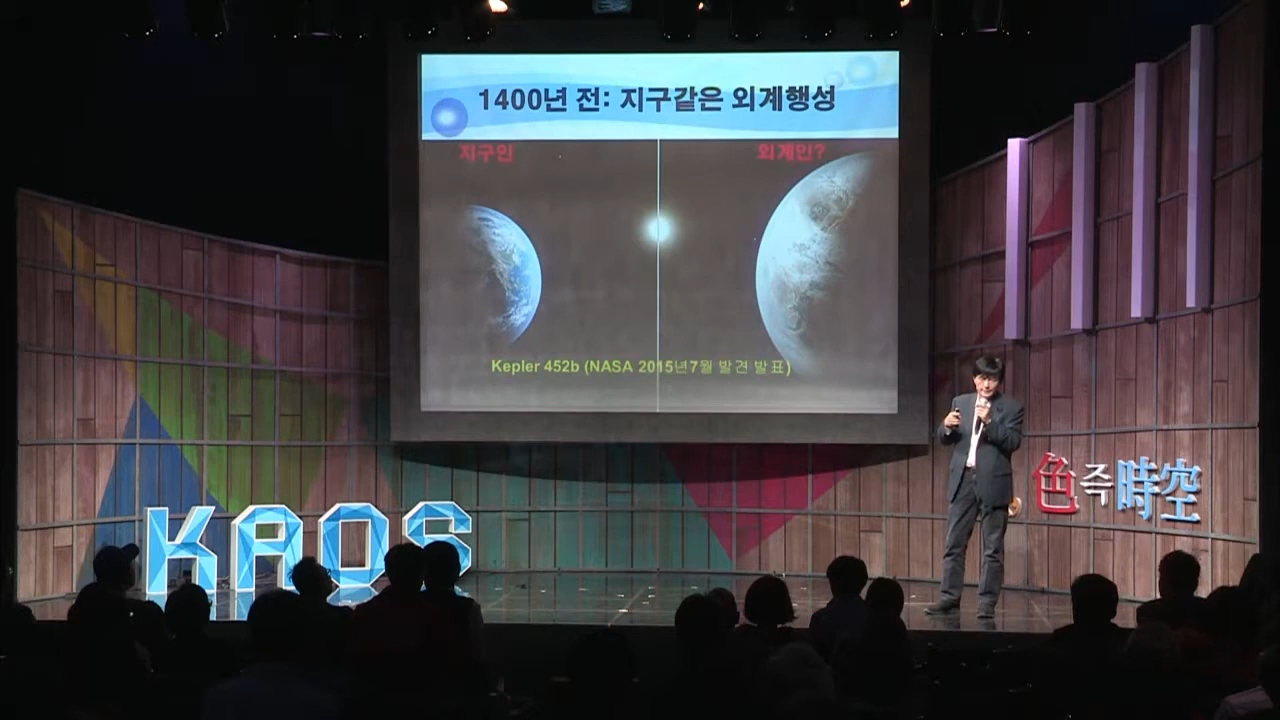 1400년 전: 지구같은 외계행성
지구인
외계인?
Kepler 452b (NASA 2015년7월 발견 발표)
KAOS
色즉時空